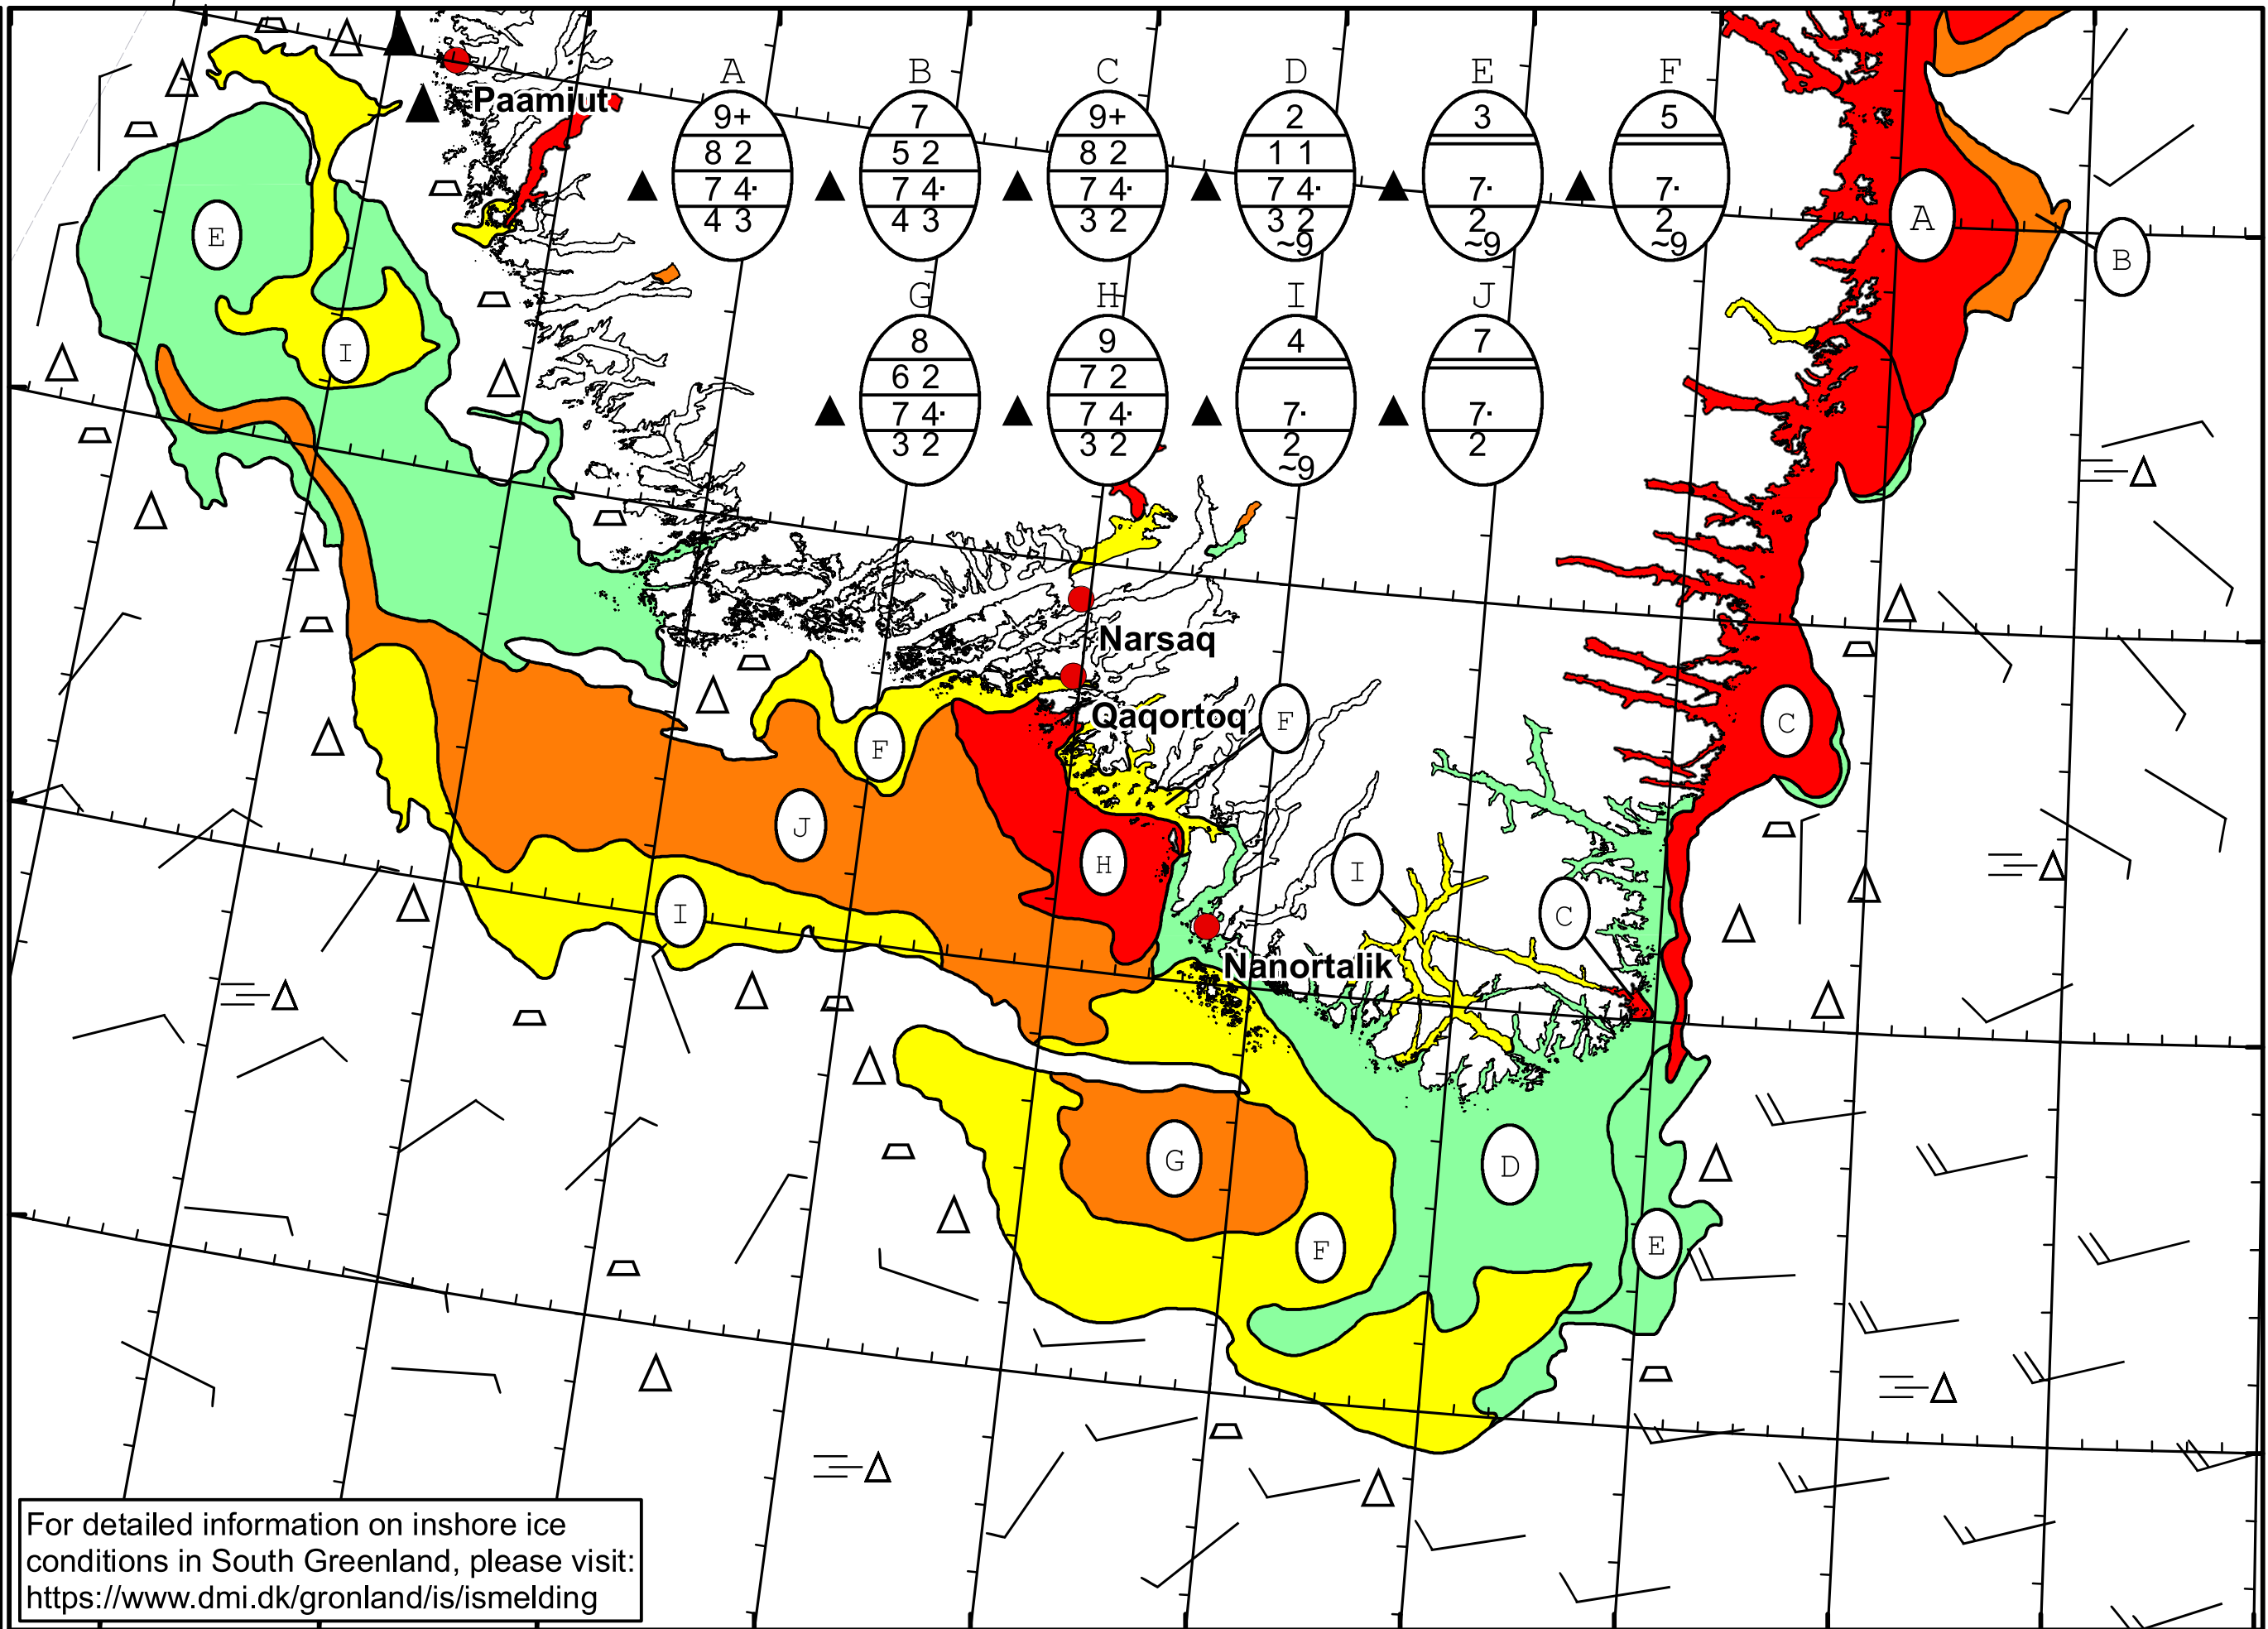 A B C D E F
9+ 7 9+ 2 3 5
8 2 5 2 8 2 1 1
7 4· 7 4· 7 4· 7 4· 7· 7·
4 3 4 3 3 2 3 2 2 2
~9 ~9 ~9
G H I J
8 9 4 7
6 2 7 2
7 4· 7 4· 7· 7·
3 2 3 2 2 2
~9
Paamiut
A
E
B
I
Narsaq
Qaqortoq
F
C
F
J
H
I
I
C
Nanortalik
G
D
F
E
For detailed information on inshore ice
conditions in South Greenland, please visit:
https://www.dmi.dk/gronland/is/ismelding